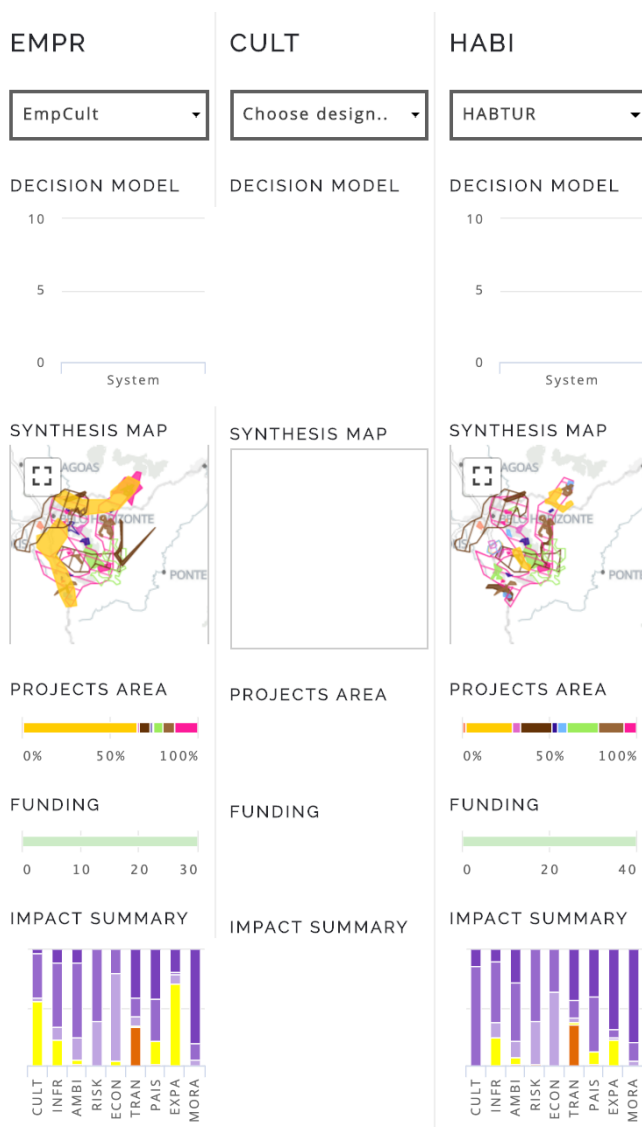 EMPR
CULT
HABI
EmpCult
Choose design..
HABTUR
DECISION MODEL
DECISION MODEL
DECISION MODEL
10
5
0
System
10
5
0
System
SYNTHESIS MAP
SYNTHESIS MAP
SYNTHESIS MAP
AGOAS
HORIZONTE
PONTE
AGOAS
PONTE
PROJECTS AREA
PROJECTS AREA
PROJECTS AREA
0% 50% 100%
0% 50% 100%
FUNDING
FUNDING
FUNDING
0 10 20 30
0 20 40
IMPACT SUMMARY
IMPACT SUMMARY
IMPACT SUMMARY
CULT
INFR
AMBI
RISK
ECON
TRAN
PAIS
EXPA
MORA
CULT
INFR
AMBI
RISK
ECON
TRAN
PAIS
EXPA
MORA